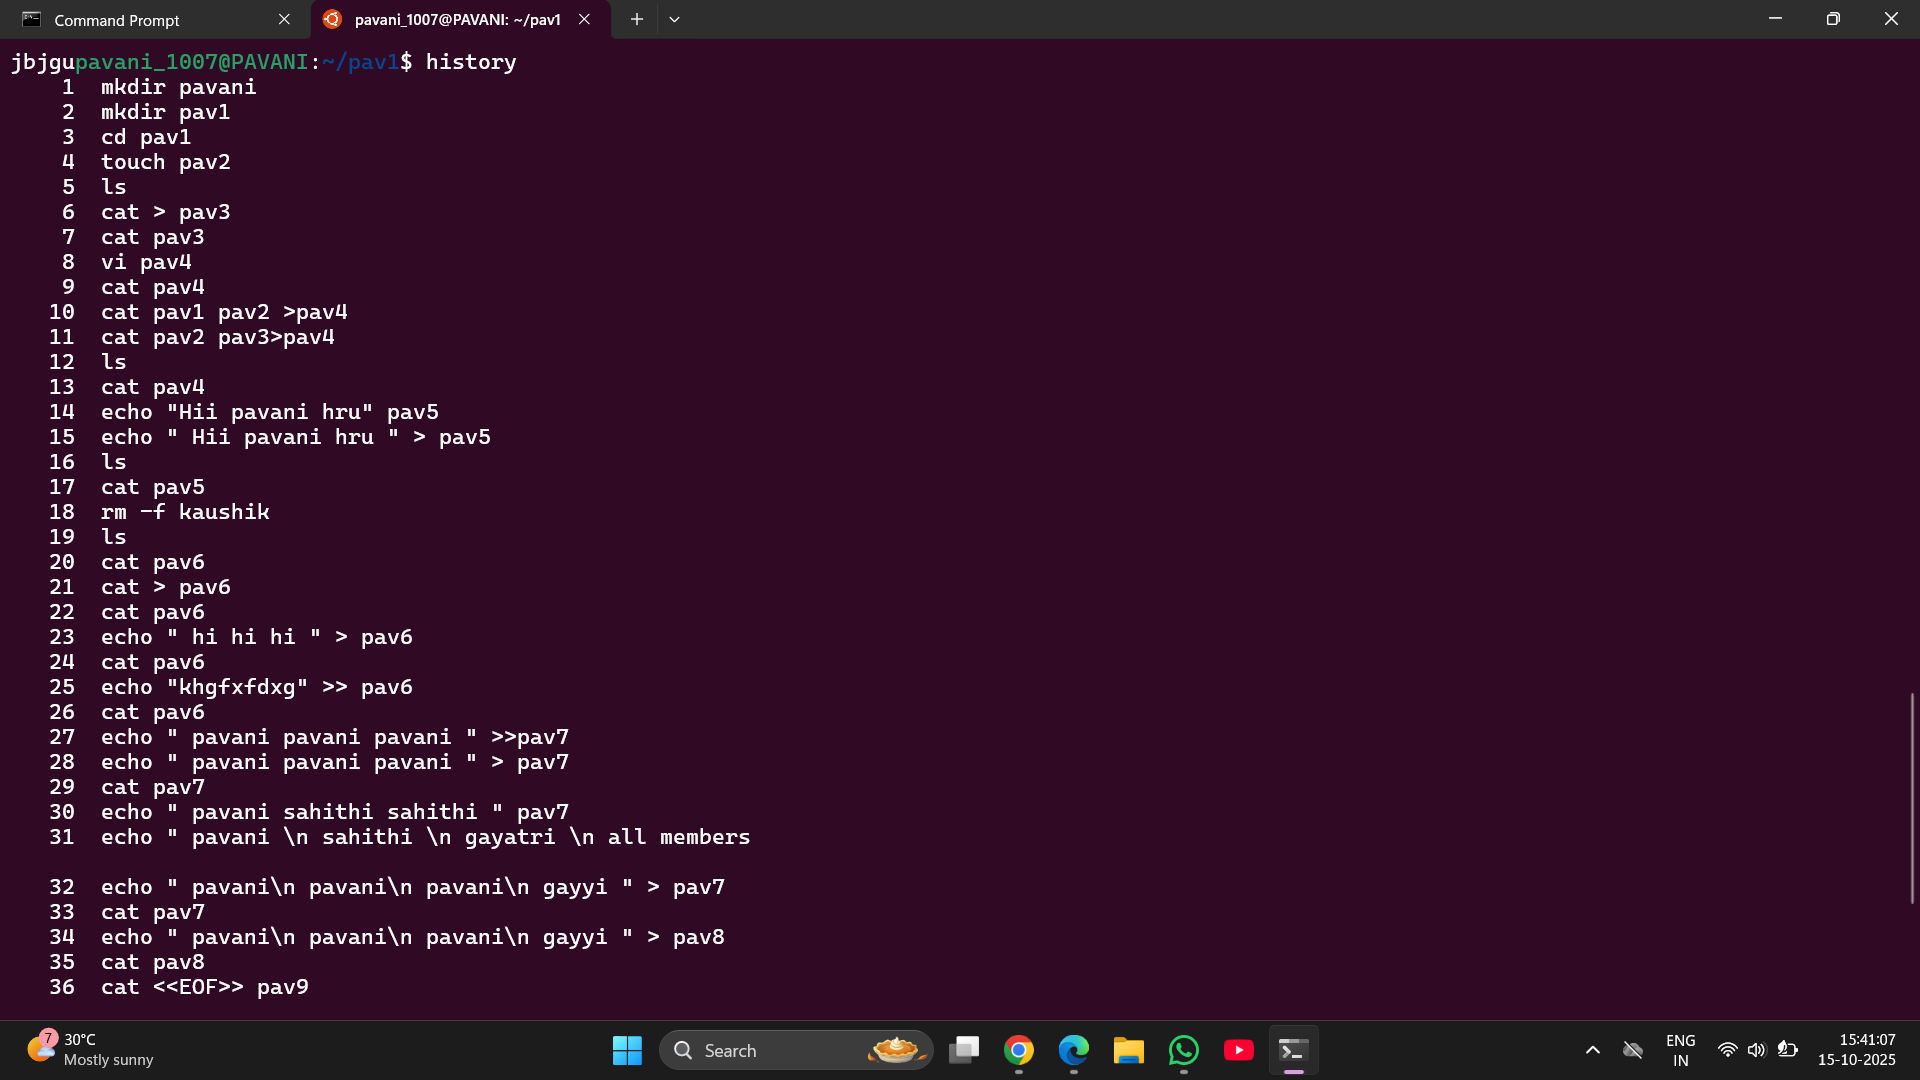 Command Prompt
pavani_1007@PAVANI: ~/pav1
jbjgupavani_1007@PAVANI:~/pav1$ history
1 mkdir pavani
2 mkdir pav1
3 cd pav1
4 touch pav2
5 ls
6 cat > pav3
7 cat pav3
8 vi pav4
9 cat pav4
10 cat pav1 pav2 >pav4
11 cat pav2 pav3>pav4
12 ls
13 cat pav4
14 echo "Hii pavani hru" pav5
15 echo " Hii pavani hru " > pav5
16 ls
17 cat pav5
18 rm -f kaushik
19 ls
20 cat pav6
21 cat > pav6
22 cat pav6
23 echo " hi hi hi " > pav6
24 cat pav6
25 echo "khgfxfdxg" >> pav6
26 cat pav6
27 echo " pavani pavani pavani " >>pav7
28 echo " pavani pavani pavani " > pav7
29 cat pav7
30 echo " pavani sahithi sahithi " pav7
31 echo " pavani \n sahithi \n gayatri \n all members
32 echo " pavani\n pavani\n pavani\n gayyi " > pav7
33 cat pav7
34 echo " pavani\n pavani\n pavani\n gayyi " > pav8
35 cat pav8
36 cat <<EOF>> pav9
7
30°C
Mostly sunny
Search
ENG
IN
15:41:07
15-10-2025